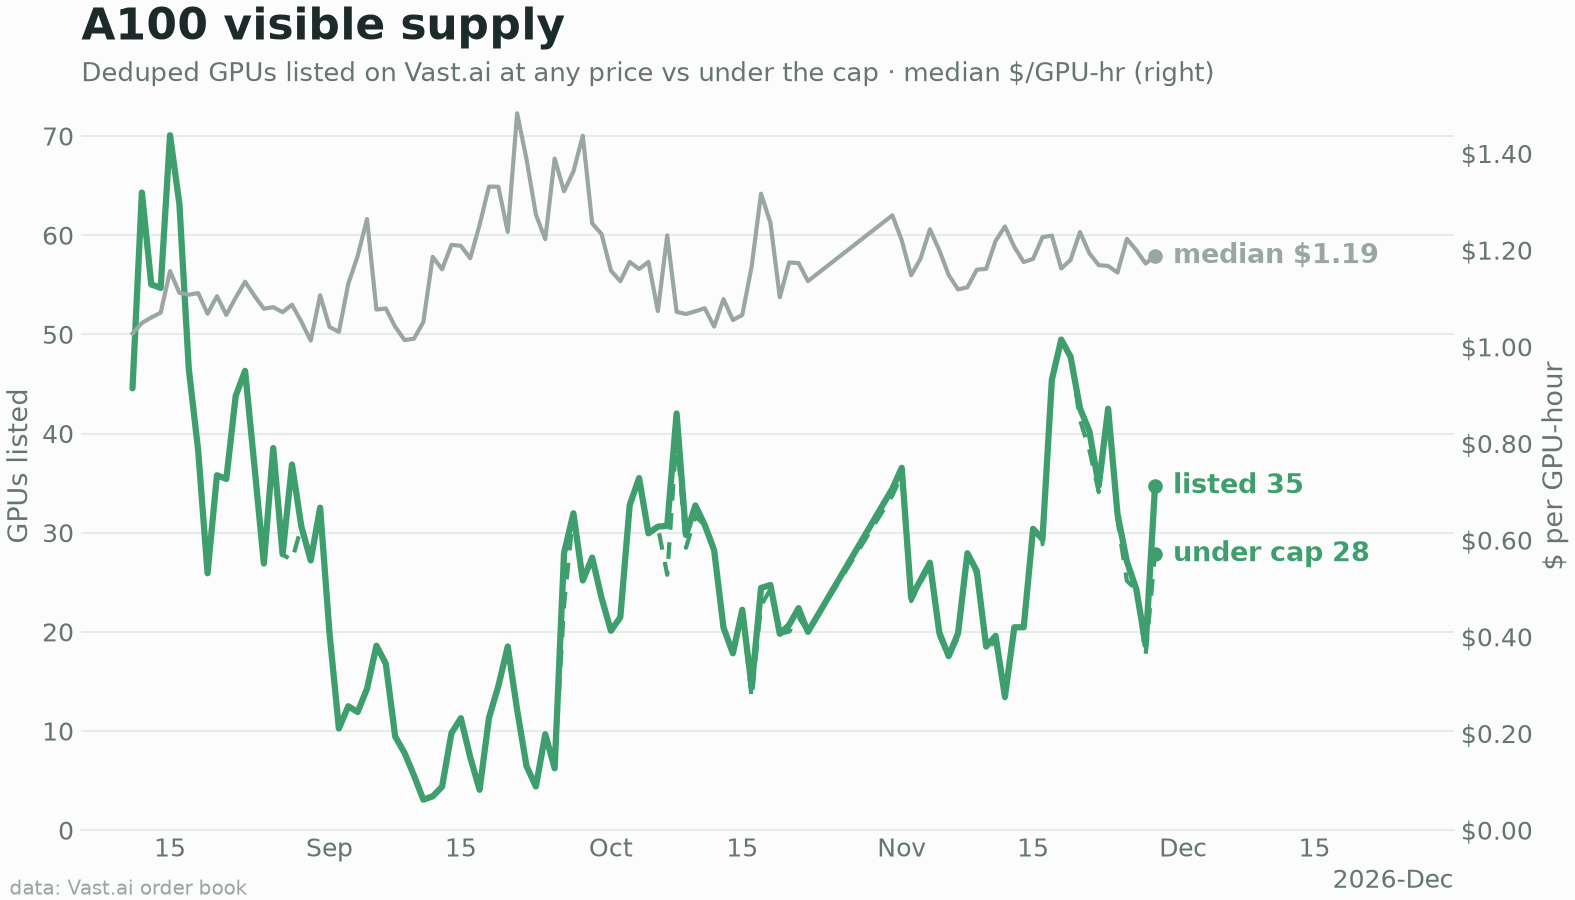 A100 visible supply
Deduped GPUs listed on Vast.ai at any price vs under the cap · median $/GPU-hr (right)
GPUs listed
70
60
50
40
30
20
10
0
$1.40
$1.20
$1.00
$0.80
$0.60
$0.40
$0.20
$0.00
$ per GPU-hour
median $1.19
listed 35
under cap 28
15 Sep 15 Oct 15 Nov 15 Dec 15
2026-Dec
data: Vast.ai order book